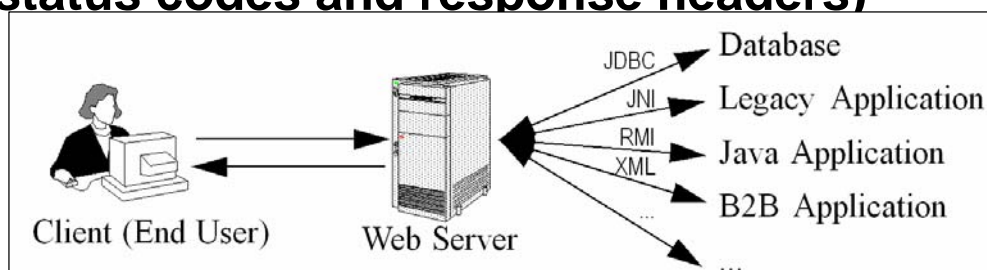 status codes and response headers)
JDBC
Database
JNI
Legacy Application
RMI
Java Application
XML
B2B Application
...
...
Client (End User)
Web Server